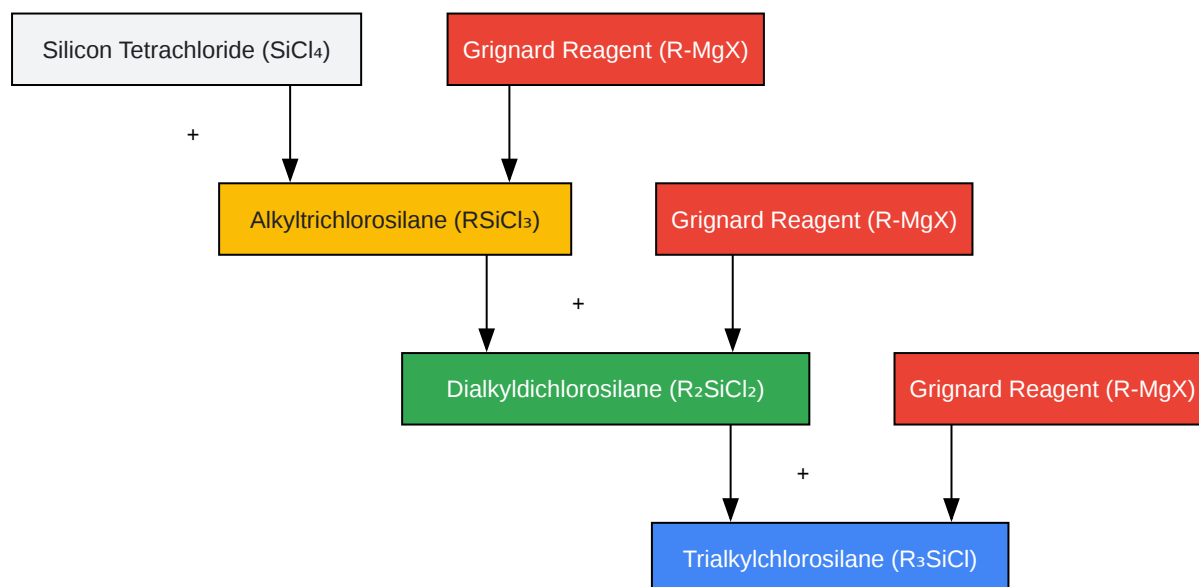 Silicon Tetrachloride (SiCl₄)
Grignard Reagent (R-MgX)
+
Alkyltrichlorosilane (RSiCl₃)
Grignard Reagent (R-MgX)
+
Dialkyldichlorosilane (R₂SiCl₂)
Grignard Reagent (R-MgX)
+
Trialkylchlorosilane (R₃SiCl)